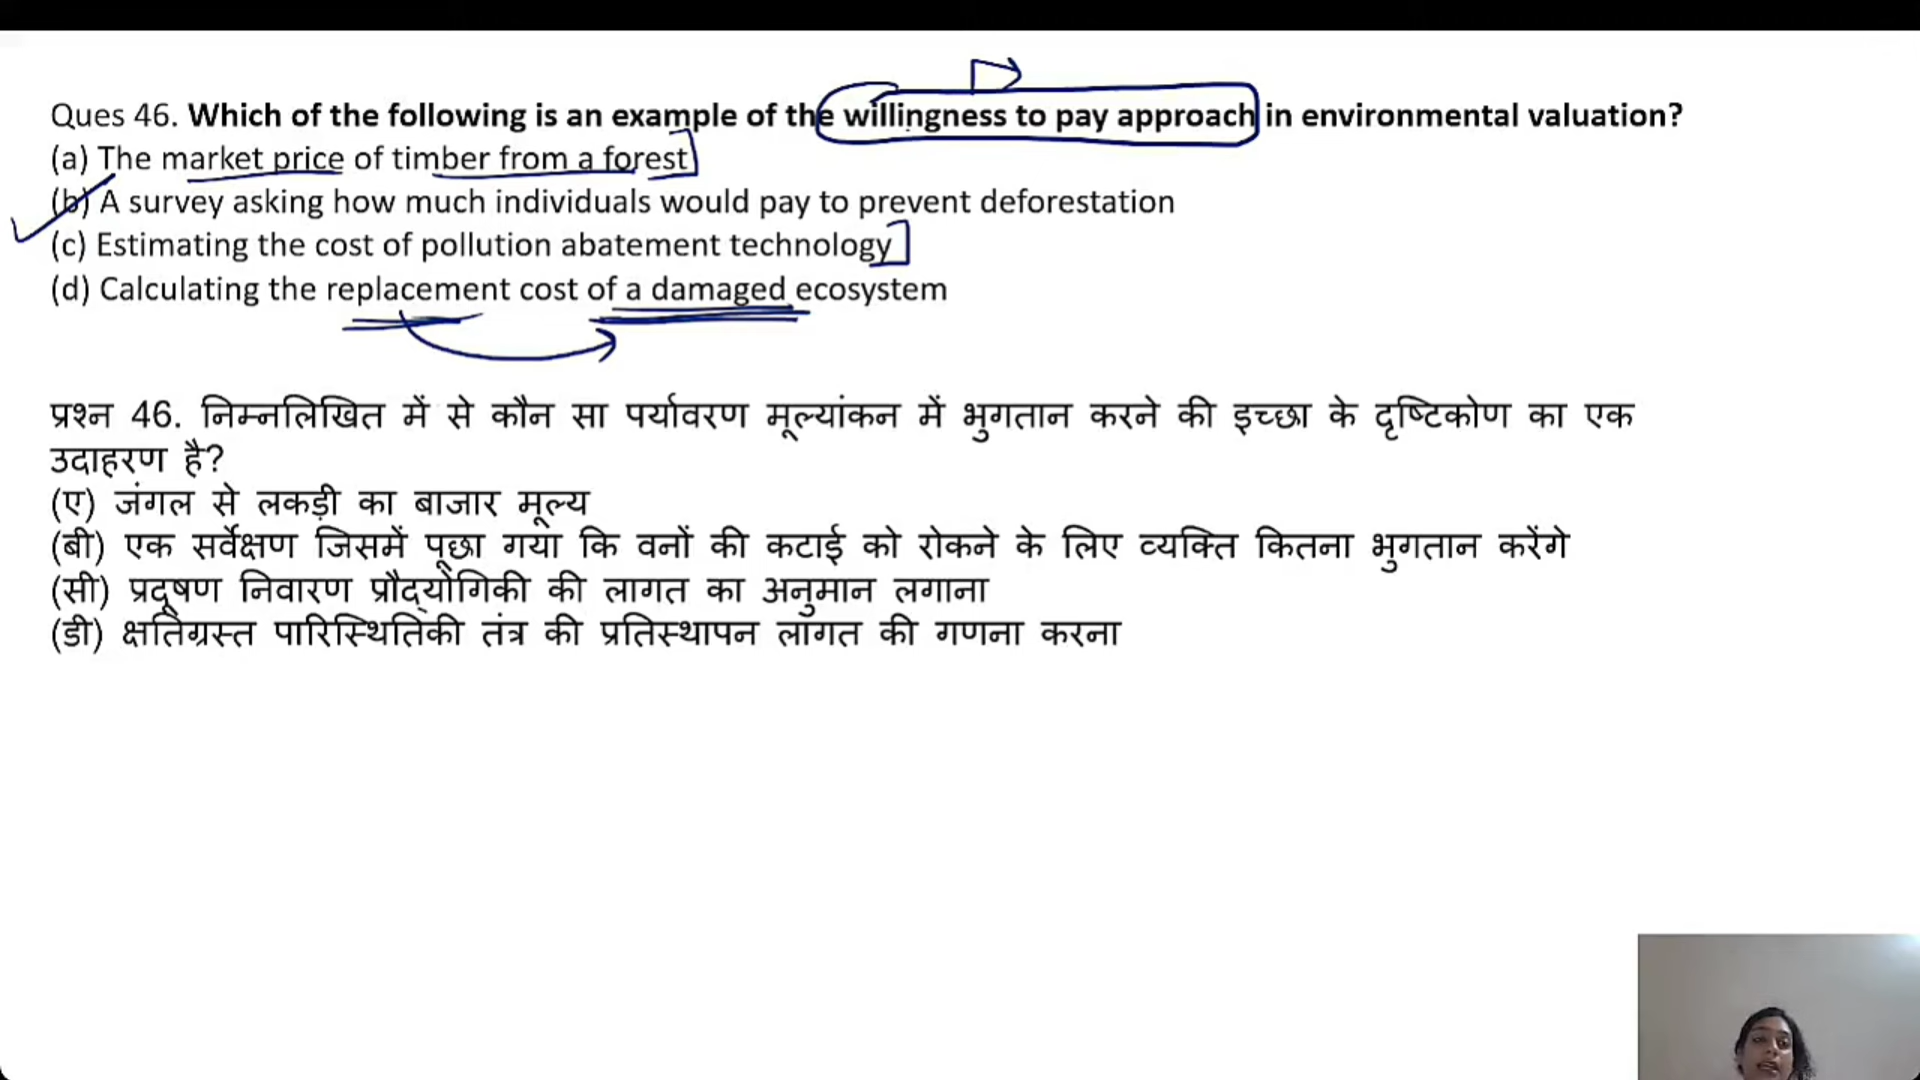 Ques 46. Which of the following is an example of the willingness to pay approach in environmental valuation?
(a) The market price of timber from a forest
(b) A survey asking how much individuals would pay to prevent deforestation
(c) Estimating the cost of pollution abatement technology
(d) Calculating the replacement cost of a damaged ecosystem
प्रश्न 46. निम्नलिखित में से कौन सा पर्यावरण मूल्यांकन में भुगतान करने की इच्छा के दृष्टिकोण का एक
उदाहरण है?
(ए) जंगल से लकड़ी का बाजार मूल्य
(बी) एक सर्वेक्षण जिसमें पूछा गया कि वनों की कटाई को रोकने के लिए व्यक्ति कितना भुगतान करेंगे
(सी) प्रदूषण निवारण प्रौद्योगिकी की लागत का अनुमान लगाना
(डी) क्षतिग्रस्त पारिस्थितिकी तंत्र की प्रतिस्थापन लागत की गणना करना